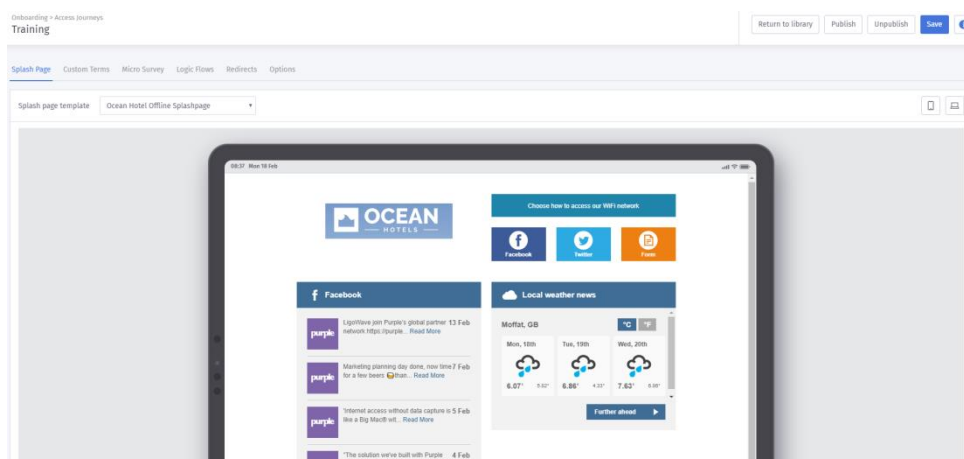 Onboarding > Access Journeys
Training
Return to library
Publish
Unpublish
Save
Splash Page
Custom Terms
Micro Survey
Logic Flows
Redirects
Options
Splash page template
Ocean Hotel Offline Splashpage
08:37 Mon 18 Feb
OCEAN
HOTELS
Choose how to access our WiFi network
Facebook
Twitter
Form
Facebook
purple
LigoWave join Purple's global partner 13 Feb
network https://purple... Read More
purple
Marketing planning day done, now time 7 Feb
for a few beers 😄than... Read More
purple
"Internet access without data capture is 5 Feb
like a Big Mac® wit... Read More
purple
"The solution we've built with Purple 4 Feb
Local weather news
Moffat, GB
°C
°F
Mon, 18th
Tue, 19th
Wed, 20th
6.07°
6.86°
4.33°
7.63°
Further ahead